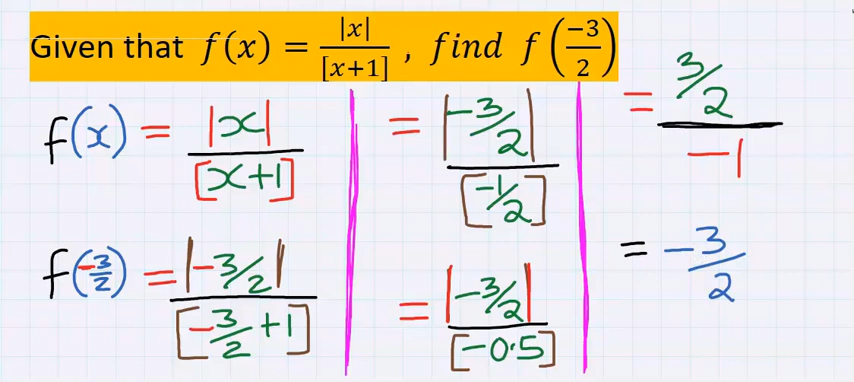 Given that f(x) = |x|/[x+1] , find f(-3/2)
f(x) = |x|/[x+1]
f(-3/2) = |-3/2|/[-3/2+1]
= |-3/2|/[-1/2]
= |-3/2|/[-0.5]
= 3/2/-1
= -3/2